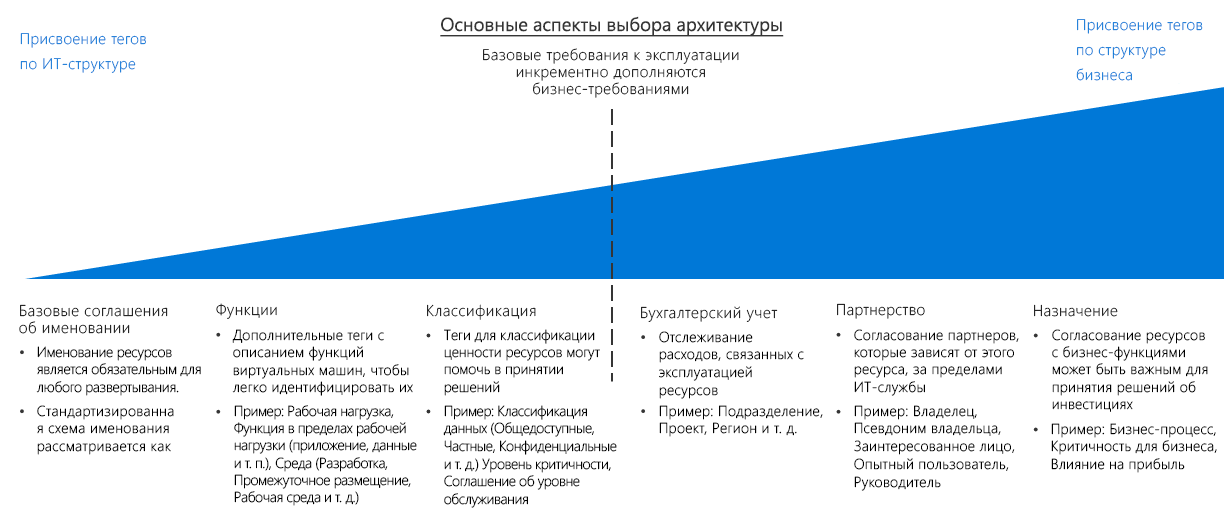 Основные аспекты выбора архитектуры
Присвоение тегов
по ИТ-структуре
Базовые требования к эксплуатации
инкрементно дополняются
бизнес-требованиями
Присвоение тегов
по структуре
бизнеса
Базовые соглашения
об именовании
• Именование ресурсов
является обязательным для
любого развертывания.
• Стандартизированна
я схема именования
рассматривается как
Функции
• Дополнительные теги с
описанием функций
виртуальных машин, чтобы
легко идентифицировать их
• Пример: Рабочая нагрузка,
Функция в пределах рабочей
нагрузки (приложение, данные
и т. п.), Среда (Разработка,
Промежуточное размещение,
Рабочая среда и т. д.)
Классификация
• Теги для классификации
ценности ресурсов могут
помочь в принятии
решений
• Пример: Классификация
данных (Общедоступные,
Частные, Конфиденциальные
и т. д.) Уровень критичности,
Соглашение об уровне
обслуживания
Бухгалтерский учет
• Отслеживание
расходов, связанных с
эксплуатацией
ресурсов
• Пример: Подразделение,
Проект, Регион и т. д.
Партнерство
• Согласование партнеров,
которые зависят от этого
ресурса, за пределами
ИТ-службы
• Пример: Владелец,
Псевдоним владельца,
Заинтересованное лицо,
Опытный пользователь,
Руководитель
Назначение
• Согласование ресурсов
с бизнес-функциями
может быть важным для
принятия решений об
инвестициях
• Пример: Бизнес-процесс,
Критичность для бизнеса,
Влияние на прибыль